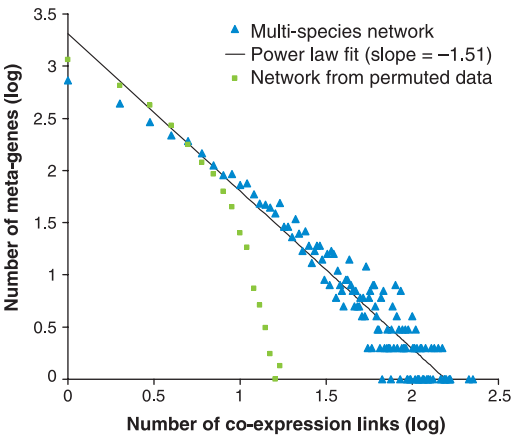 3.5
Multi-species network
Power law fit (slope = –1.51)
Network from permuted data
3
2.5
2
1.5
1
0.5
0
Number of meta-genes (log)
0
0.5
1
1.5
2
2.5
Number of co-expression links (log)